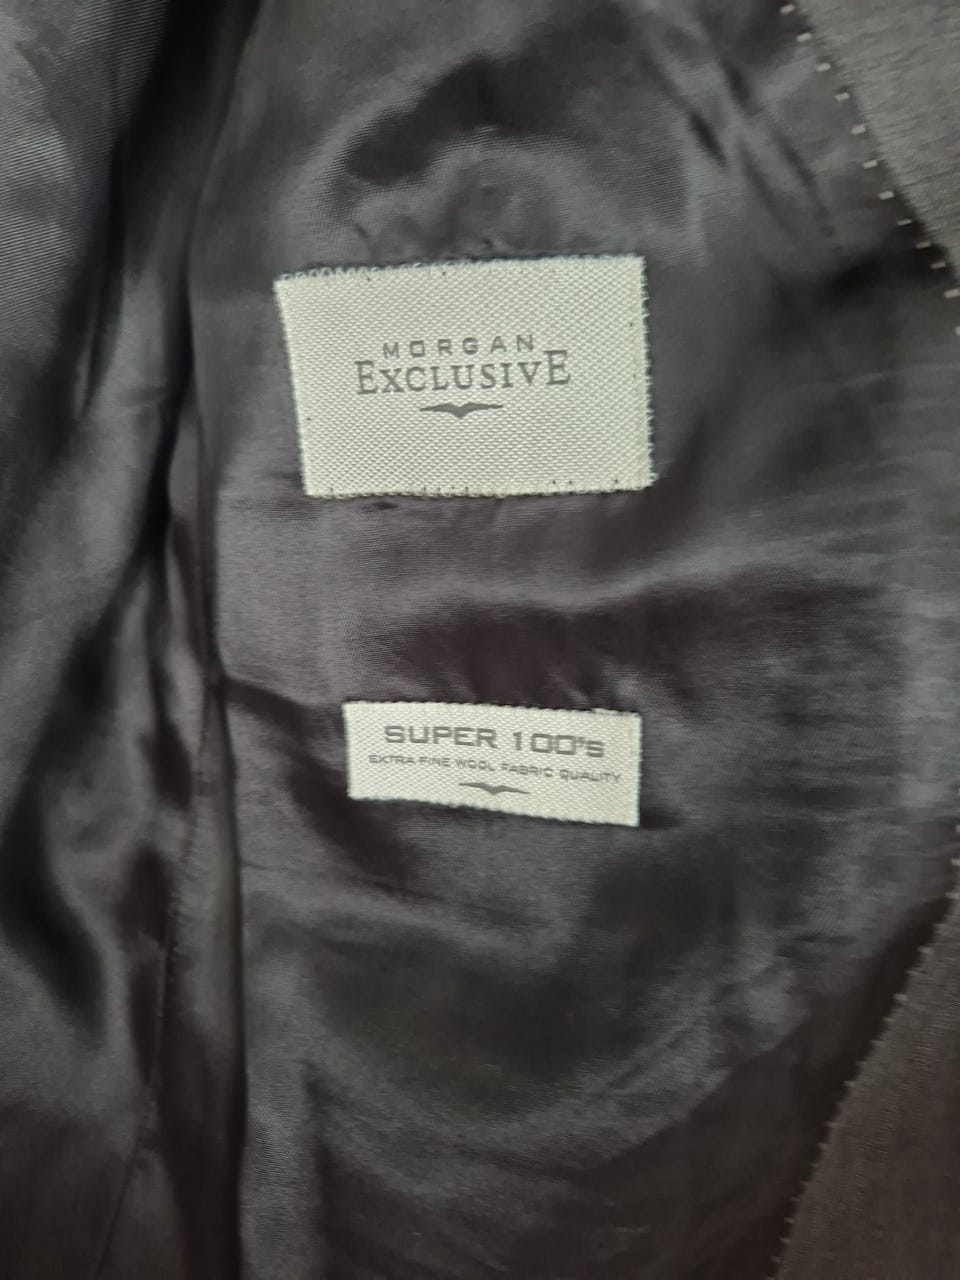 MORGAN
EXCLUSIVE
SUPER 100's
EXTRA FINE WOOL FABRIC QUALITY